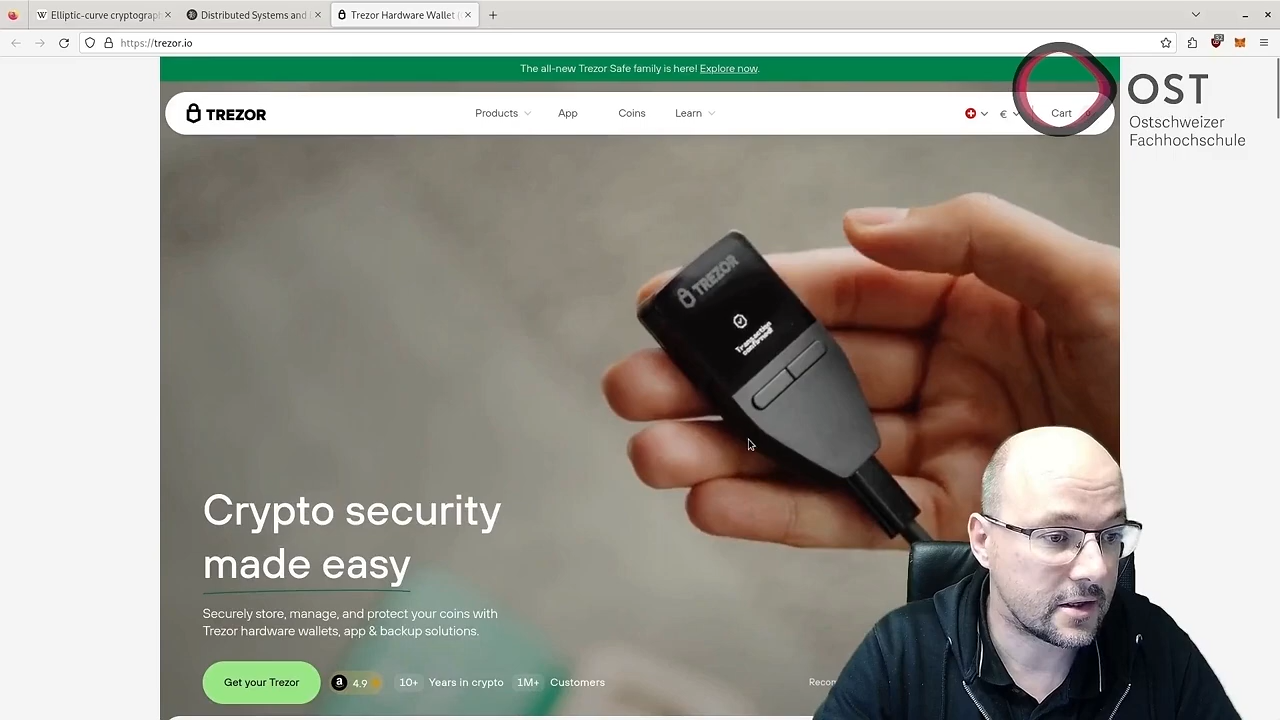 Elliptic-curve cryptograph
Distributed Systems and
Trezor Hardware Wallet (
https://trezor.io
The all-new Trezor Safe family is here! Explore now.
TREZOR
Products
App
Coins
Learn
€
Cart
OST
Ostschweizer
Fachhochschule
TREZOR
Transaction
confirmed!
Crypto security
made easy
Securely store, manage, and protect your coins with
Trezor hardware wallets, app & backup solutions.
Get your Trezor
4.9
10+ Years in crypto
1M+ Customers
Recom